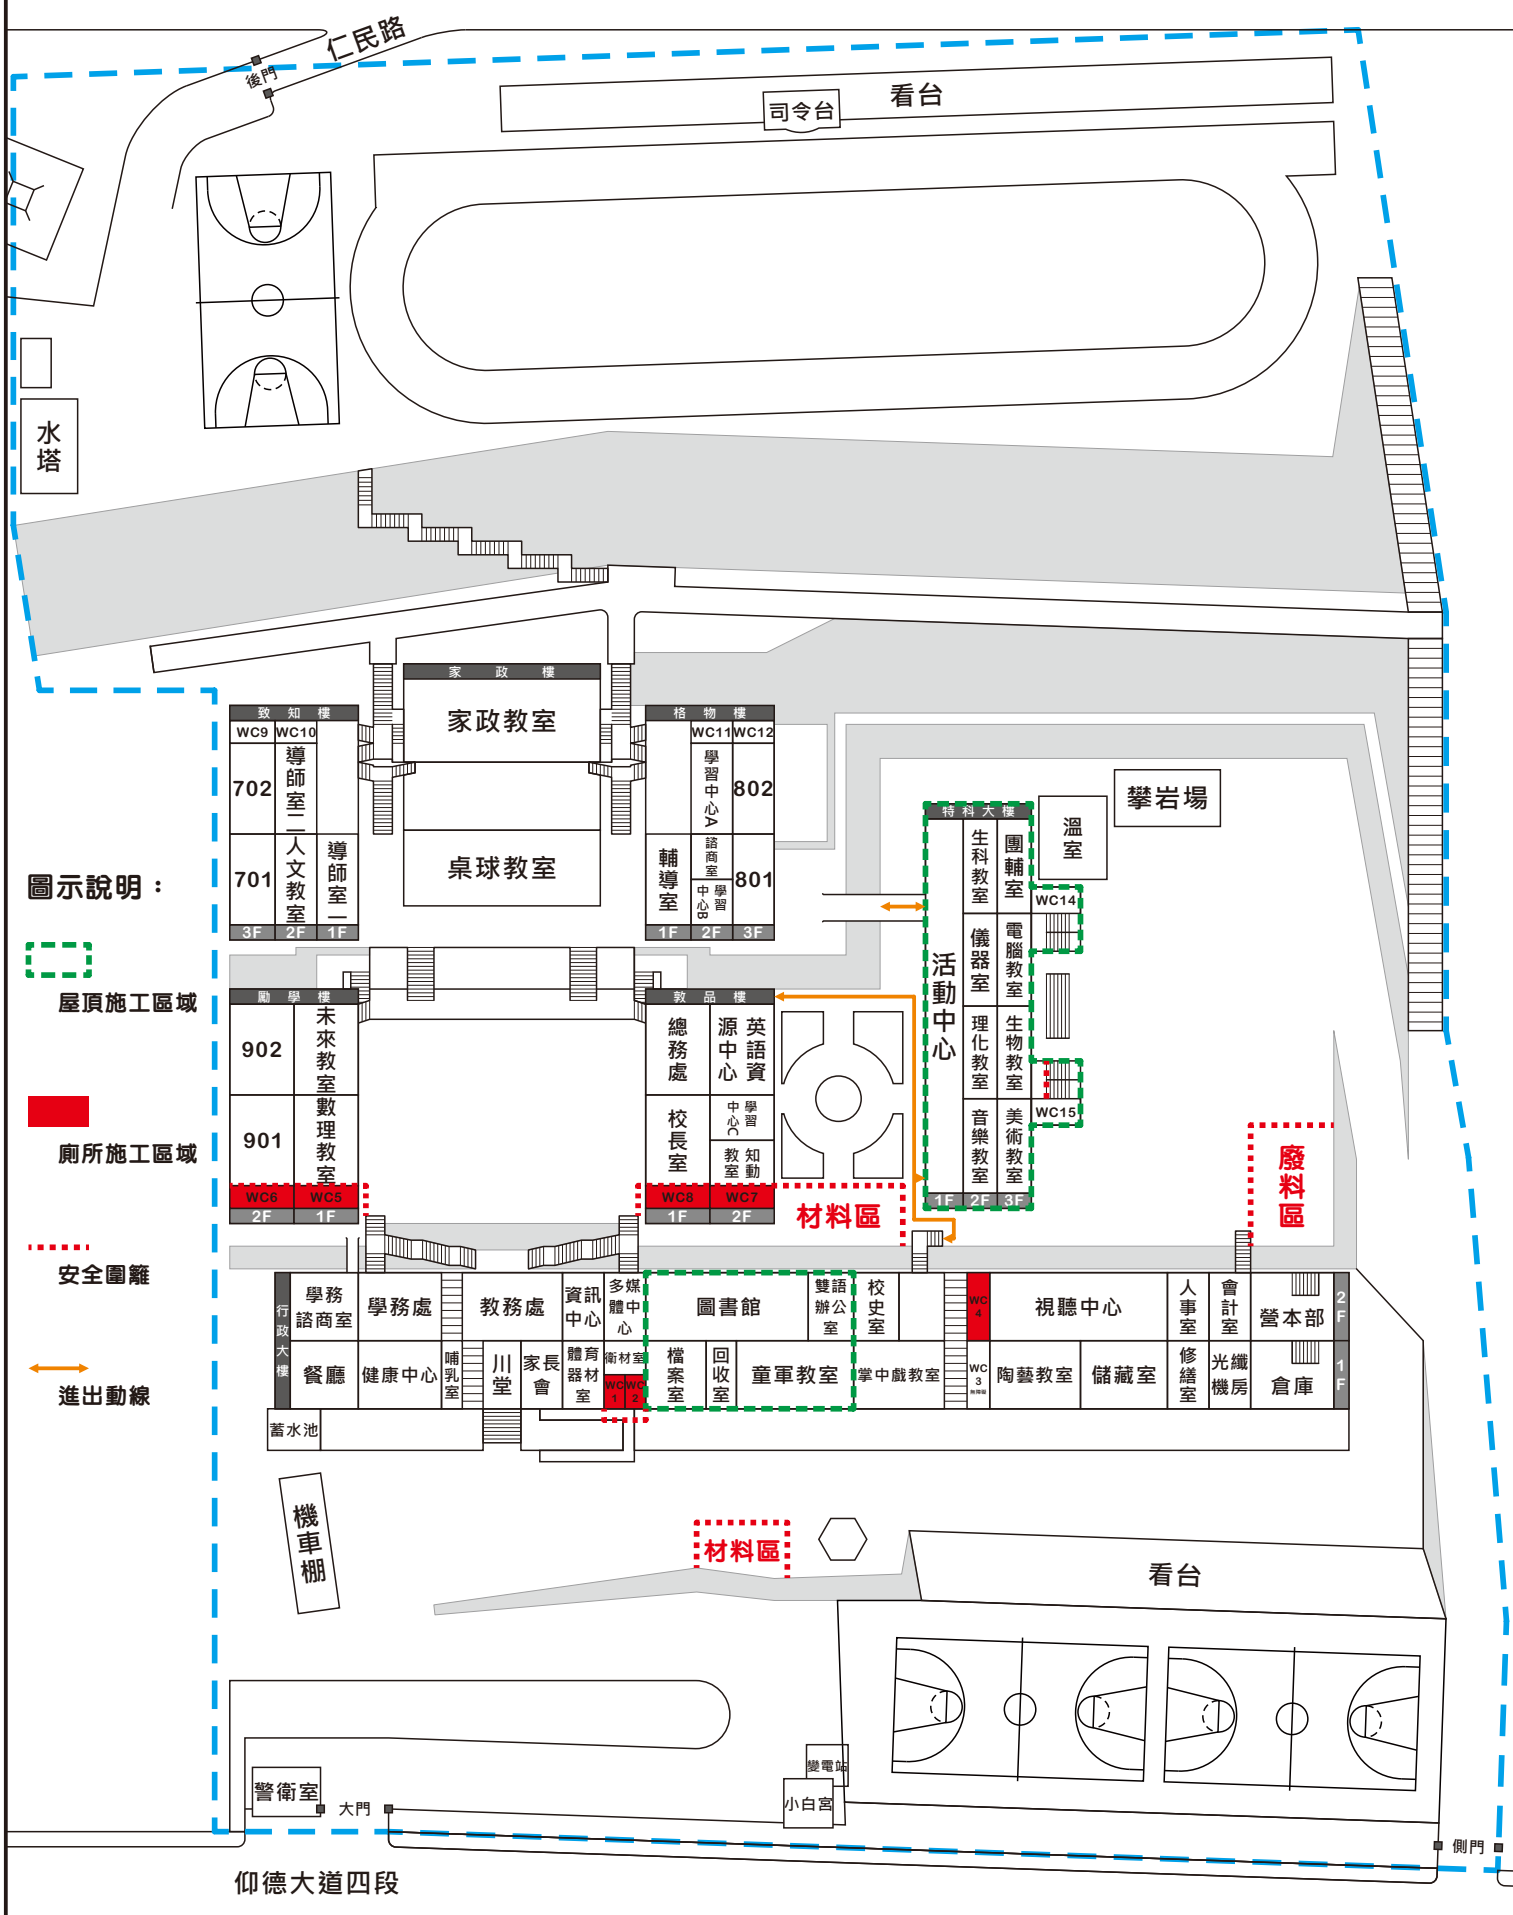 仁民路
後門
司令台
看台
水塔
家政樓
家政教室
桌球教室
致知樓
WC9
WC10
702
導師室二
701
人文教室
導師室一
3F
2F
1F
格物樓
WC11
WC12
學習中心A
802
輔導室
諮商室
學習中心B
801
1F
2F
3F
攀岩場
溫室
特科大樓
活動中心
生科教室
團輔室
WC14
儀器室
電腦教室
理化教室
生物教室
音樂教室
美術教室
WC15
1F
2F
3F
圖示說明：
屋頂施工區域
廁所施工區域
安全圍籬
進出動線
勵學樓
902
未來教室
901
數理教室
WC6
WC5
2F
1F
敦品樓
總務處
英語資源中心
校長室
學習中心C
知動教室
WC8
WC7
1F
2F
材料區
廢料區
行政大樓
學務諮商室
學務處
教務處
資訊中心
多媒體中心
圖書館
雙語辦公室
校史室
WC4
視聽中心
人事室
會計室
營本部
2F
餐廳
健康中心
哺乳室
川堂
家長會
體育器材室
衛材室
WC1
WC2
檔案室
回收室
童軍教室
掌中戲教室
WC3
無障礙
陶藝教室
儲藏室
修繕室
光纖機房
倉庫
1F
蓄水池
機車棚
材料區
看台
變電站
小白宮
警衛室
大門
側門
仰德大道四段